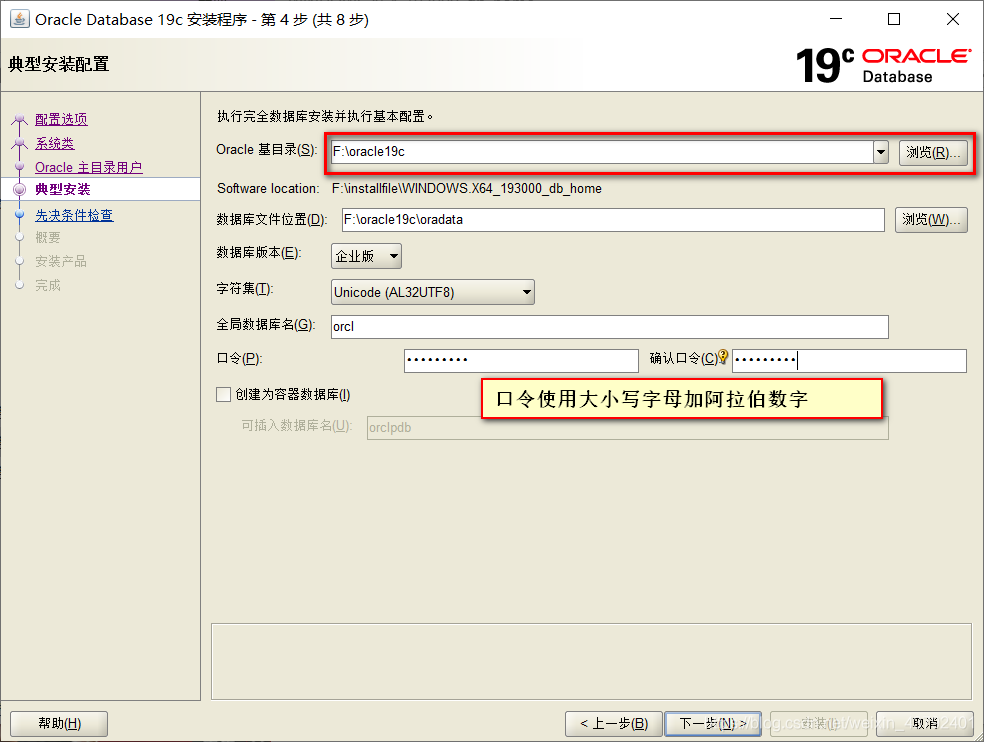 Oracle Database 19c 安装程序 - 第 4 步 (共 8 步)
典型安装配置
19c ORACLE Database
配置选项
系统类
Oracle 主目录用户
典型安装
先决条件检查
概要
安装产品
完成
执行完全数据库安装并执行基本配置。
Oracle 基目录(S): F:\oracle19c 浏览(R)...
Software location: F:\installfile\WINDOWS.X64_193000_db_home
数据库文件位置(D): F:\oracle19c\oradata 浏览(W)...
数据库版本(E): 企业版
字符集(T): Unicode (AL32UTF8)
全局数据库名(G): orcl
口令(P): ••••••••• 确认口令(C) •••••••••
创建为容器数据库(I)
口令使用大小写字母加阿拉伯数字
可插入数据库名(U): orclpdb
帮助(H) < 上一步(B) 下一步(N) > 安装(I) 取消